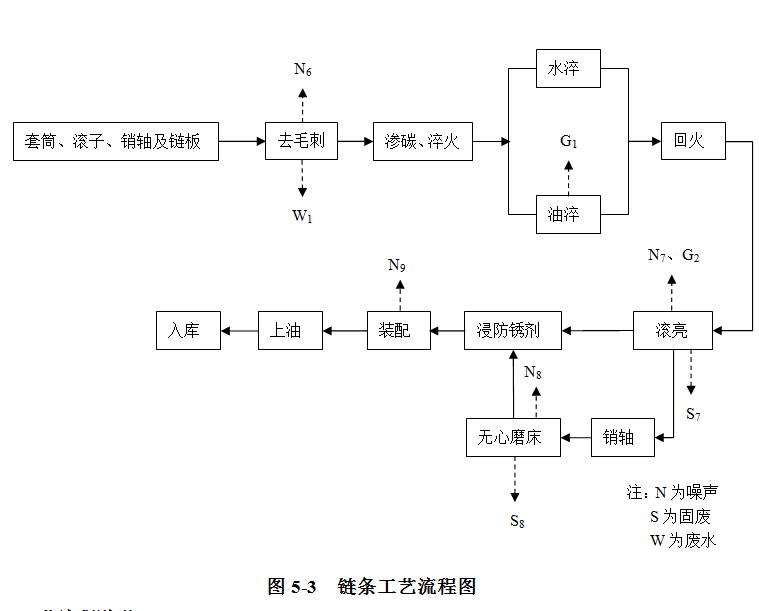 N6
水淬
套筒、滚子、销轴及链板
去毛刺
渗碳、淬火
G1
回火
W1
油淬
N9
N7、G2
入库
上油
装配
浸防锈剂
滚亮
N8
S7
无心磨床
销轴
S8
注：N 为噪声
S 为固废
W 为废水
图 5-3 链条工艺流程图